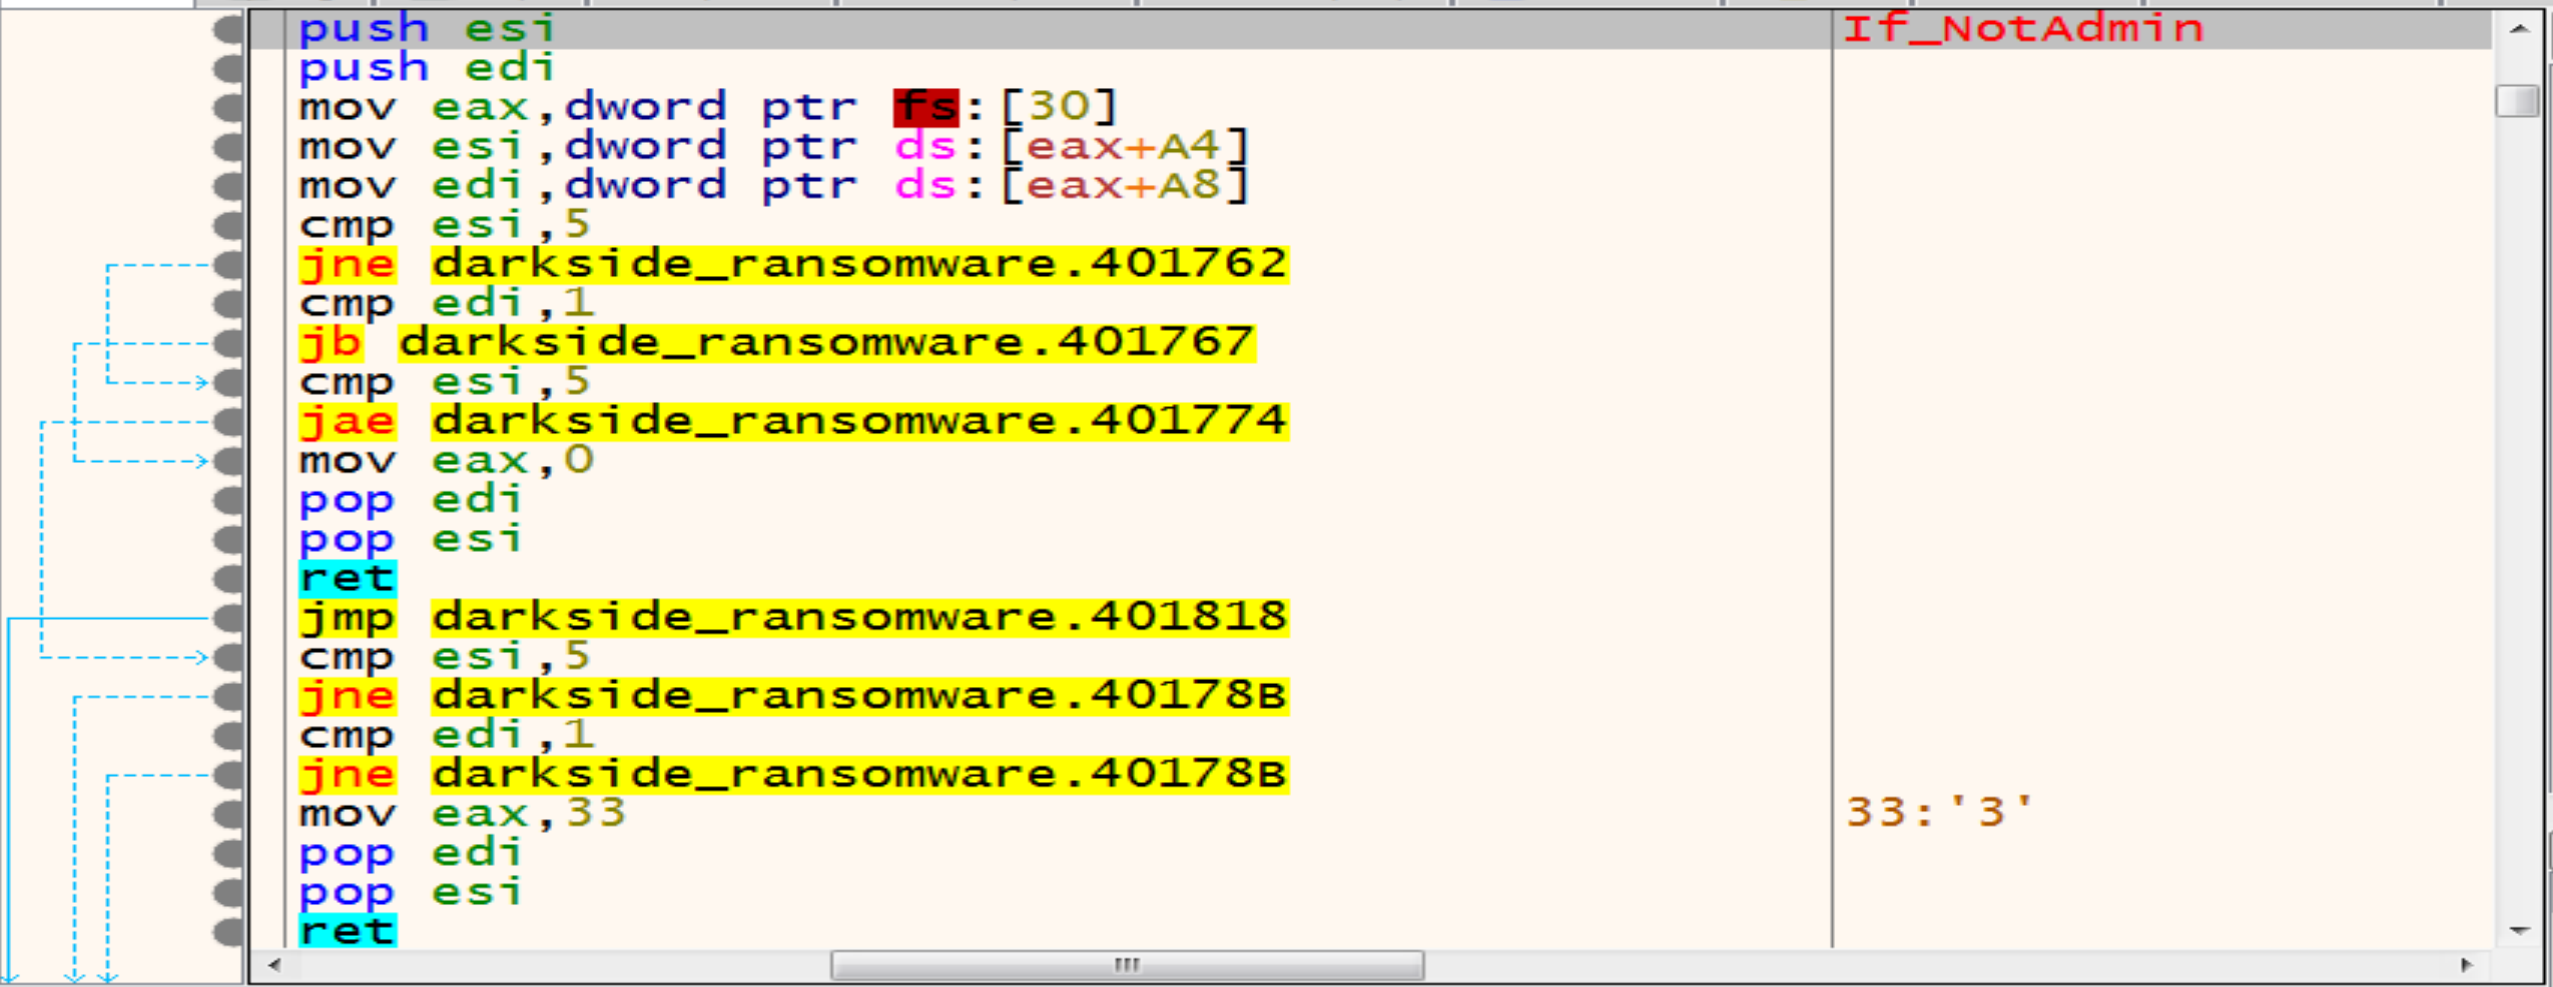 push esi If_NotAdmin
push edi
mov eax,dword ptr fs:[30]
mov esi,dword ptr ds:[eax+A4]
mov edi,dword ptr ds:[eax+A8]
cmp esi,5
jne darkside_ransomware.401762
cmp edi,1
jb darkside_ransomware.401767
cmp esi,5
jae darkside_ransomware.401774
mov eax,0
pop edi
pop esi
ret
jmp darkside_ransomware.401818
cmp esi,5
jne darkside_ransomware.40178B
cmp edi,1
jne darkside_ransomware.40178B
mov eax,33 33:'3'
pop edi
pop esi
ret